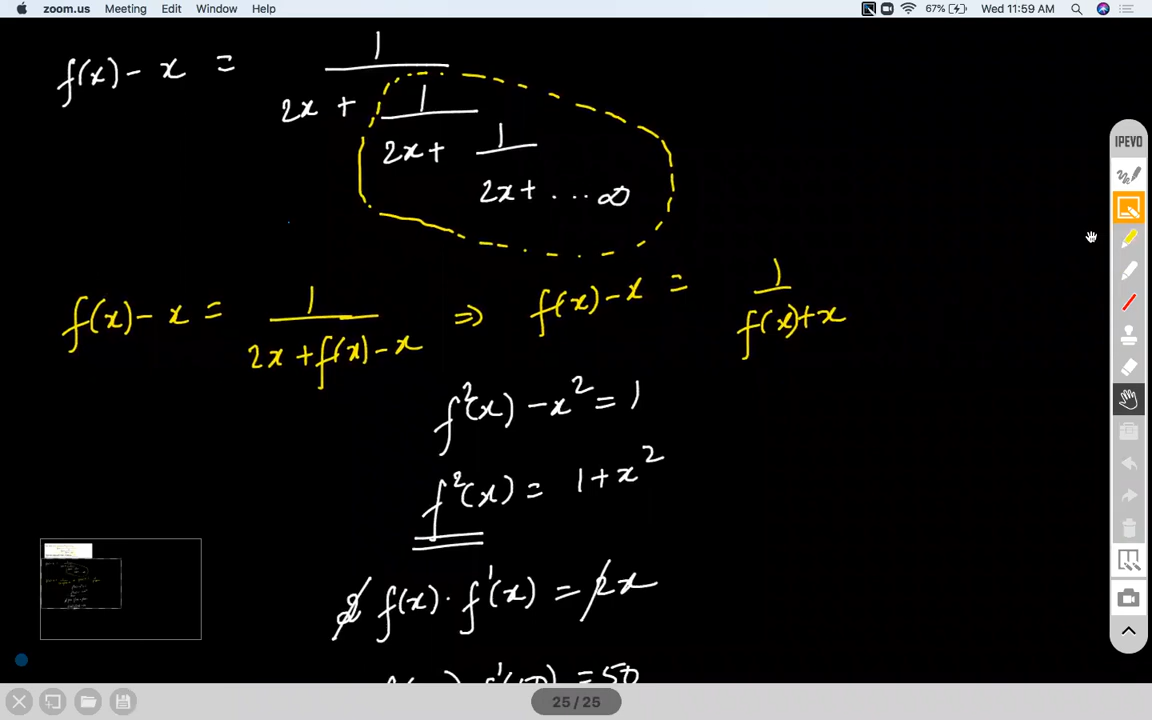 zoom.us Meeting Edit Window Help 67% Wed 11:59 AM
f(x) - x = 1
2x + 1
2x + 1
2x + ... ∞
IPEVO
f(x) - x = 1 / (2x + f(x) - x) ⇒ f(x) - x = 1 / (f(x) + x)
f²(x) - x² = 1
f²(x) = 1 + x²
2 f(x) · f'(x) = 2x
= 50
25 / 25